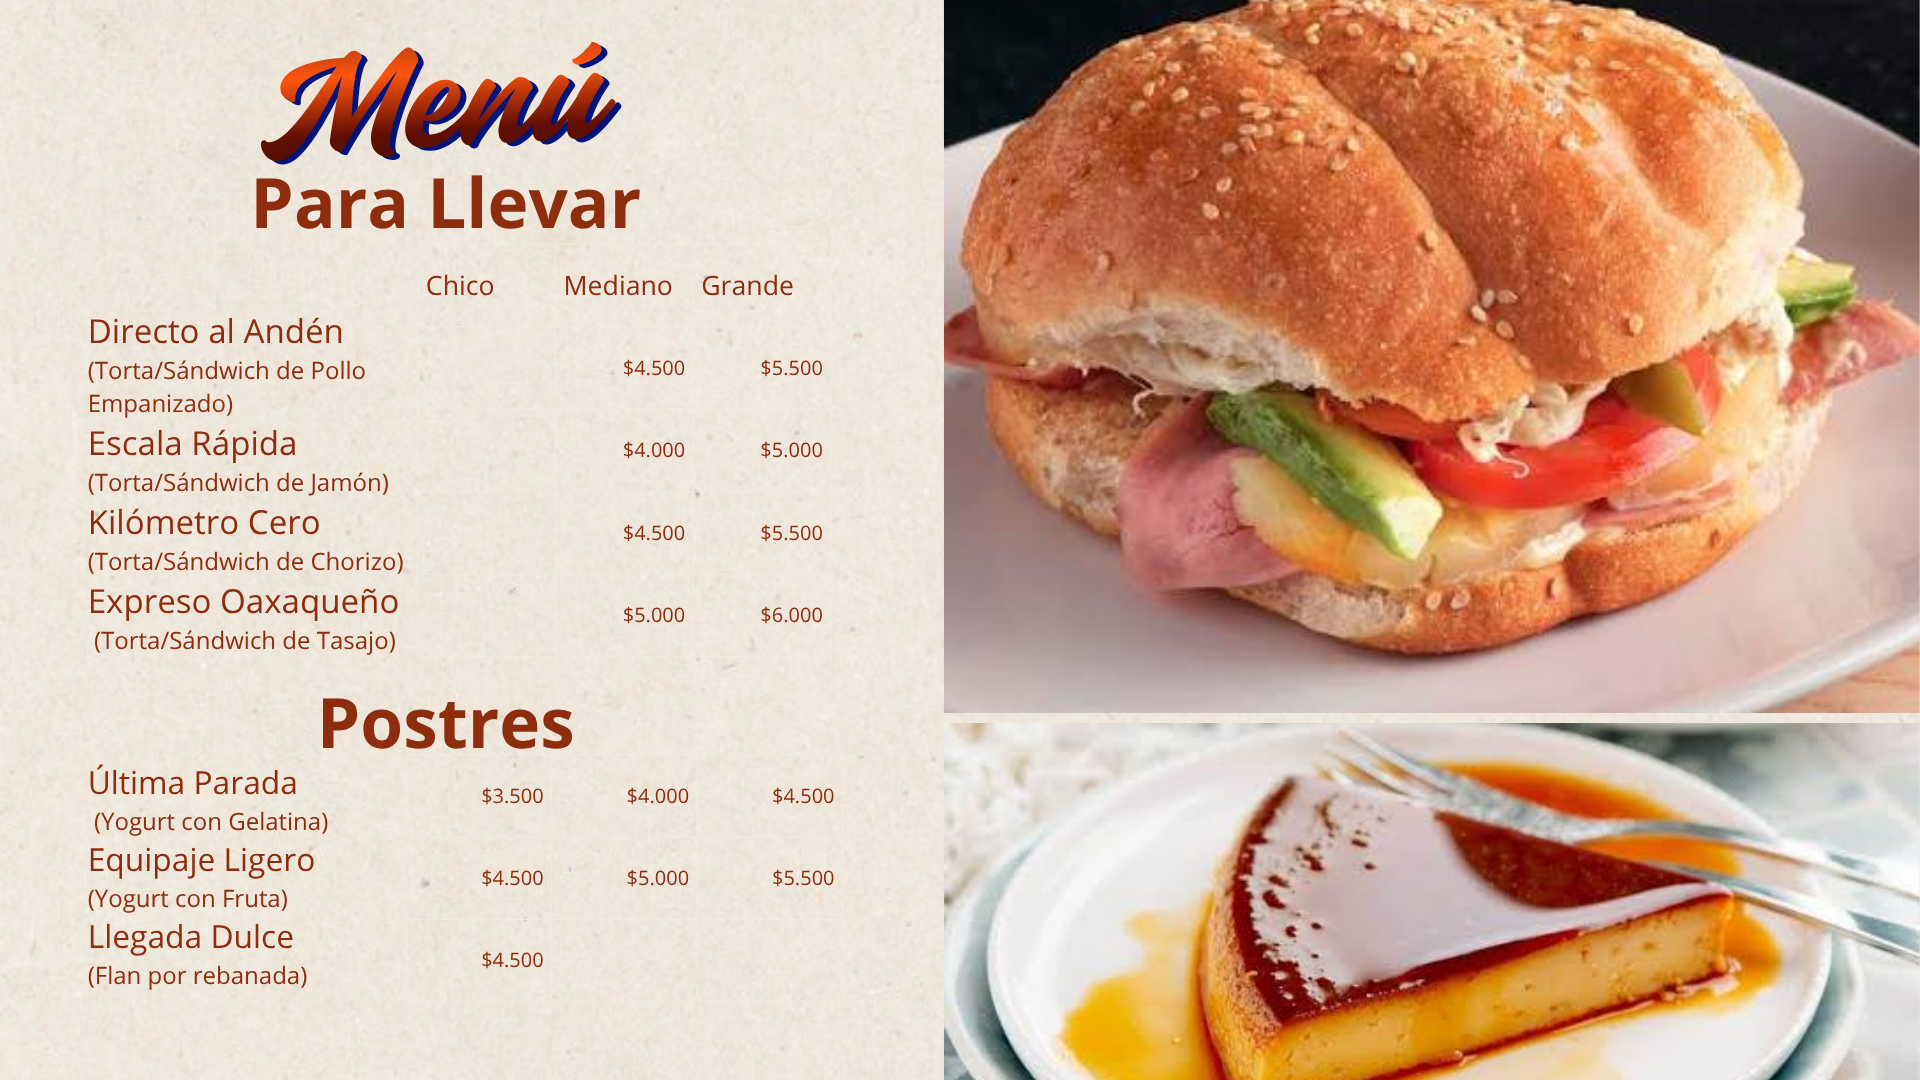 Menú
Para Llevar
Chico Mediano Grande
Directo al Andén
(Torta/Sándwich de Pollo $4.500 $5.500
Empanizado)
Escala Rápida $4.000 $5.000
(Torta/Sándwich de Jamón)
Kilómetro Cero $4.500 $5.500
(Torta/Sándwich de Chorizo)
Expreso Oaxaqueño $5.000 $6.000
(Torta/Sándwich de Tasajo)
Postres
Última Parada $3.500 $4.000 $4.500
(Yogurt con Gelatina)
Equipaje Ligero $4.500 $5.000 $5.500
(Yogurt con Fruta)
Llegada Dulce $4.500
(Flan por rebanada)